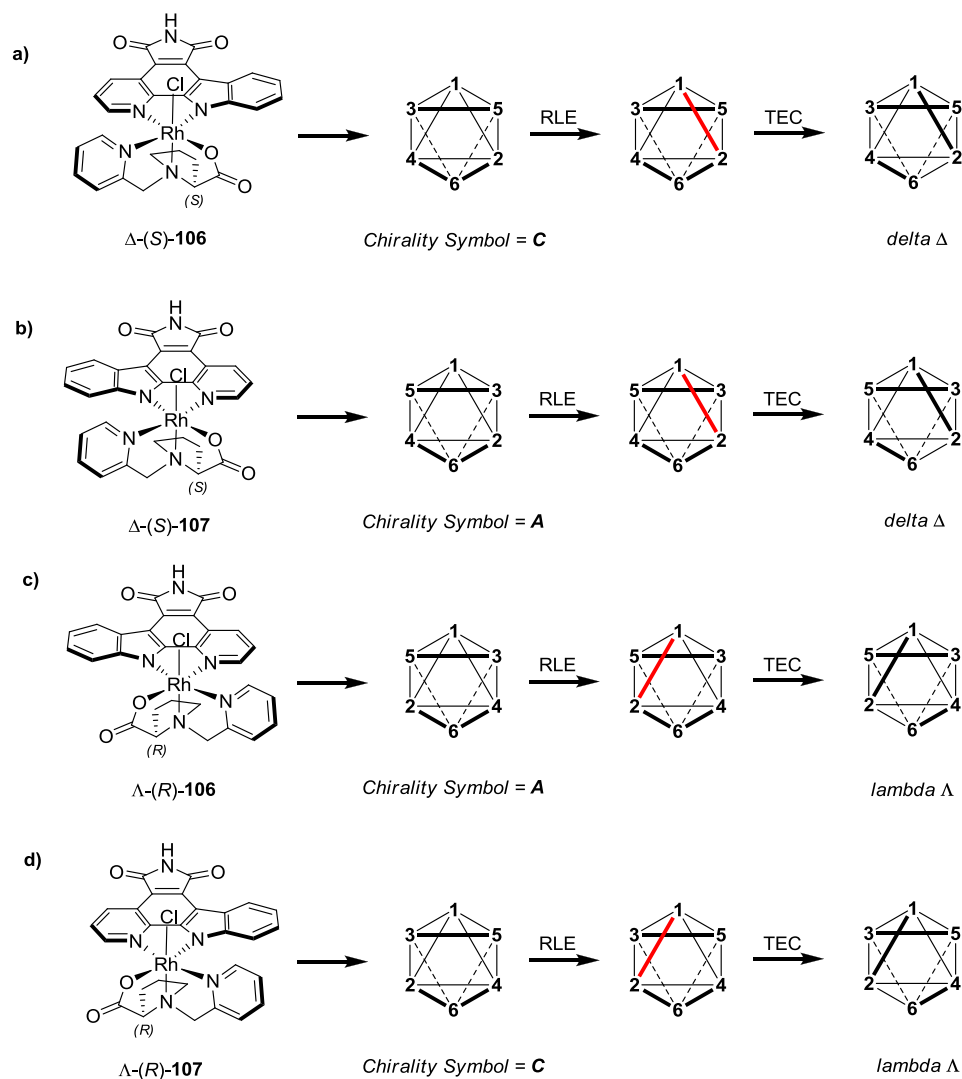 a)
H
O N O
Cl
N N
Rh
N O
N O
(S)
Δ-(S)-106
1
3 5
4 2
6
RLE
1
3 5
4 2
6
TEC
1
3 5
4 2
6
Chirality Symbol = C
delta Δ
b)
H
O N O
Cl
N N
Rh
N O
N O
(S)
Δ-(S)-107
1
5 3
4 2
6
RLE
1
5 3
4 2
6
TEC
1
5 3
4 2
6
Chirality Symbol = A
delta Δ
c)
H
O N O
Cl
N N
Rh
O N
O N
(R)
Λ-(R)-106
1
5 3
2 4
6
RLE
1
5 3
2 4
6
TEC
1
5 3
2 4
6
Chirality Symbol = A
lambda Λ
d)
H
O N O
Cl
N N
Rh
O N
O N
(R)
Λ-(R)-107
1
3 5
2 4
6
RLE
1
3 5
2 4
6
TEC
1
3 5
2 4
6
Chirality Symbol = C
lambda Λ